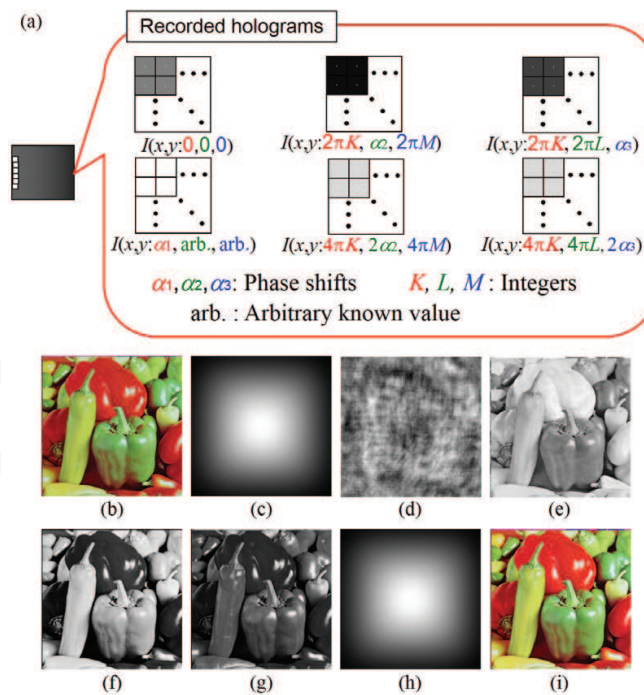 (a)
Recorded holograms
I(x,y:0,0,0)
I(x,y:2πK, α2, 2πM)
I(x,y:2πK, 2πL, α3)
I(x,y:α1, arb., arb.)
I(x,y:4πK, 2α2, 4πM)
I(x,y:4πK, 4πL, 2α3)
α1,α2,α3: Phase shifts K, L, M : Integers
arb. : Arbitrary known value
(b) (c) (d) (e)
(f) (g) (h) (i)